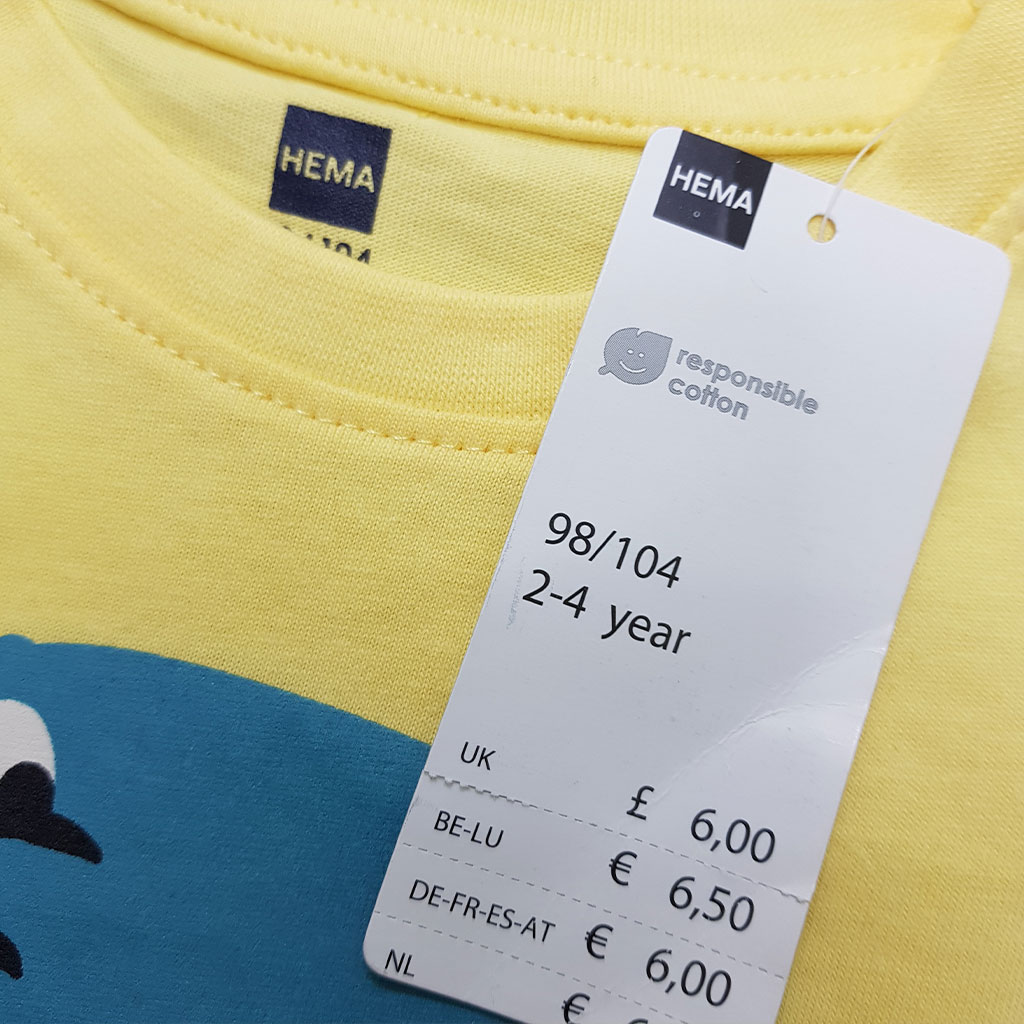 HEMA
HEMA
responsible
cotton
98/104
2-4 year
UK £ 6,00
BE-LU € 6,50
DE-FR-ES-AT € 6,00
NL €